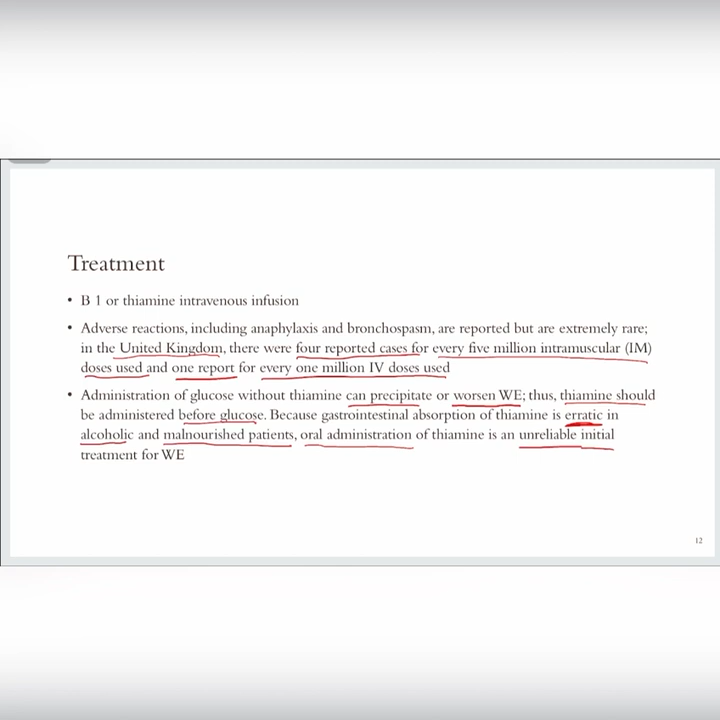 Treatment
• B 1 or thiamine intravenous infusion
• Adverse reactions, including anaphylaxis and bronchospasm, are reported but are extremely rare;
in the United Kingdom, there were four reported cases for every five million intramuscular (IM)
doses used and one report for every one million IV doses used
• Administration of glucose without thiamine can precipitate or worsen WE; thus, thiamine should
be administered before glucose. Because gastrointestinal absorption of thiamine is erratic in
alcoholic and malnourished patients, oral administration of thiamine is an unreliable initial
treatment for WE
12